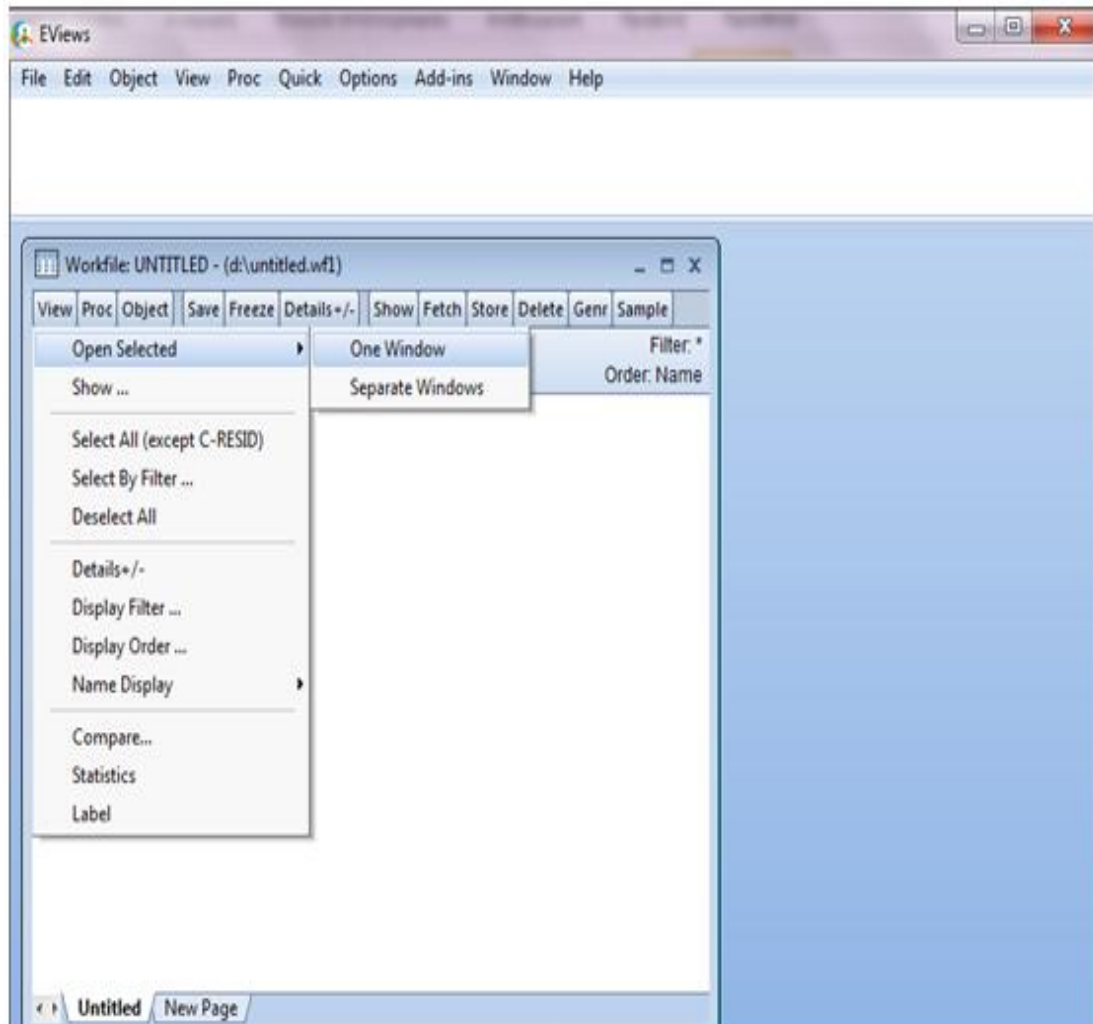 EViews
File Edit Object View Proc Quick Options Add-ins Window Help
Workfile: UNTITLED - (d:\untitled.wf1)
View Proc Object Save Freeze Details+/- Show Fetch Store Delete Genr Sample
Open Selected One Window Filter: *
Show ... Separate Windows Order: Name
Select All (except C-RESID)
Select By Filter ...
Deselect All
Details+/-
Display Filter ...
Display Order ...
Name Display
Compare...
Statistics
Label
Untitled New Page